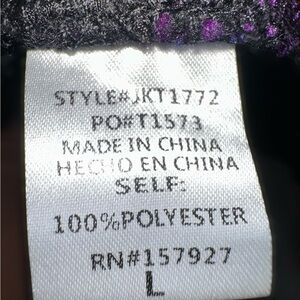 STYLE#JKT1772
PO#T1573
MADE IN CHINA
HECHO EN CHINA
SELF:
100%POLYESTER
RN#157927
L